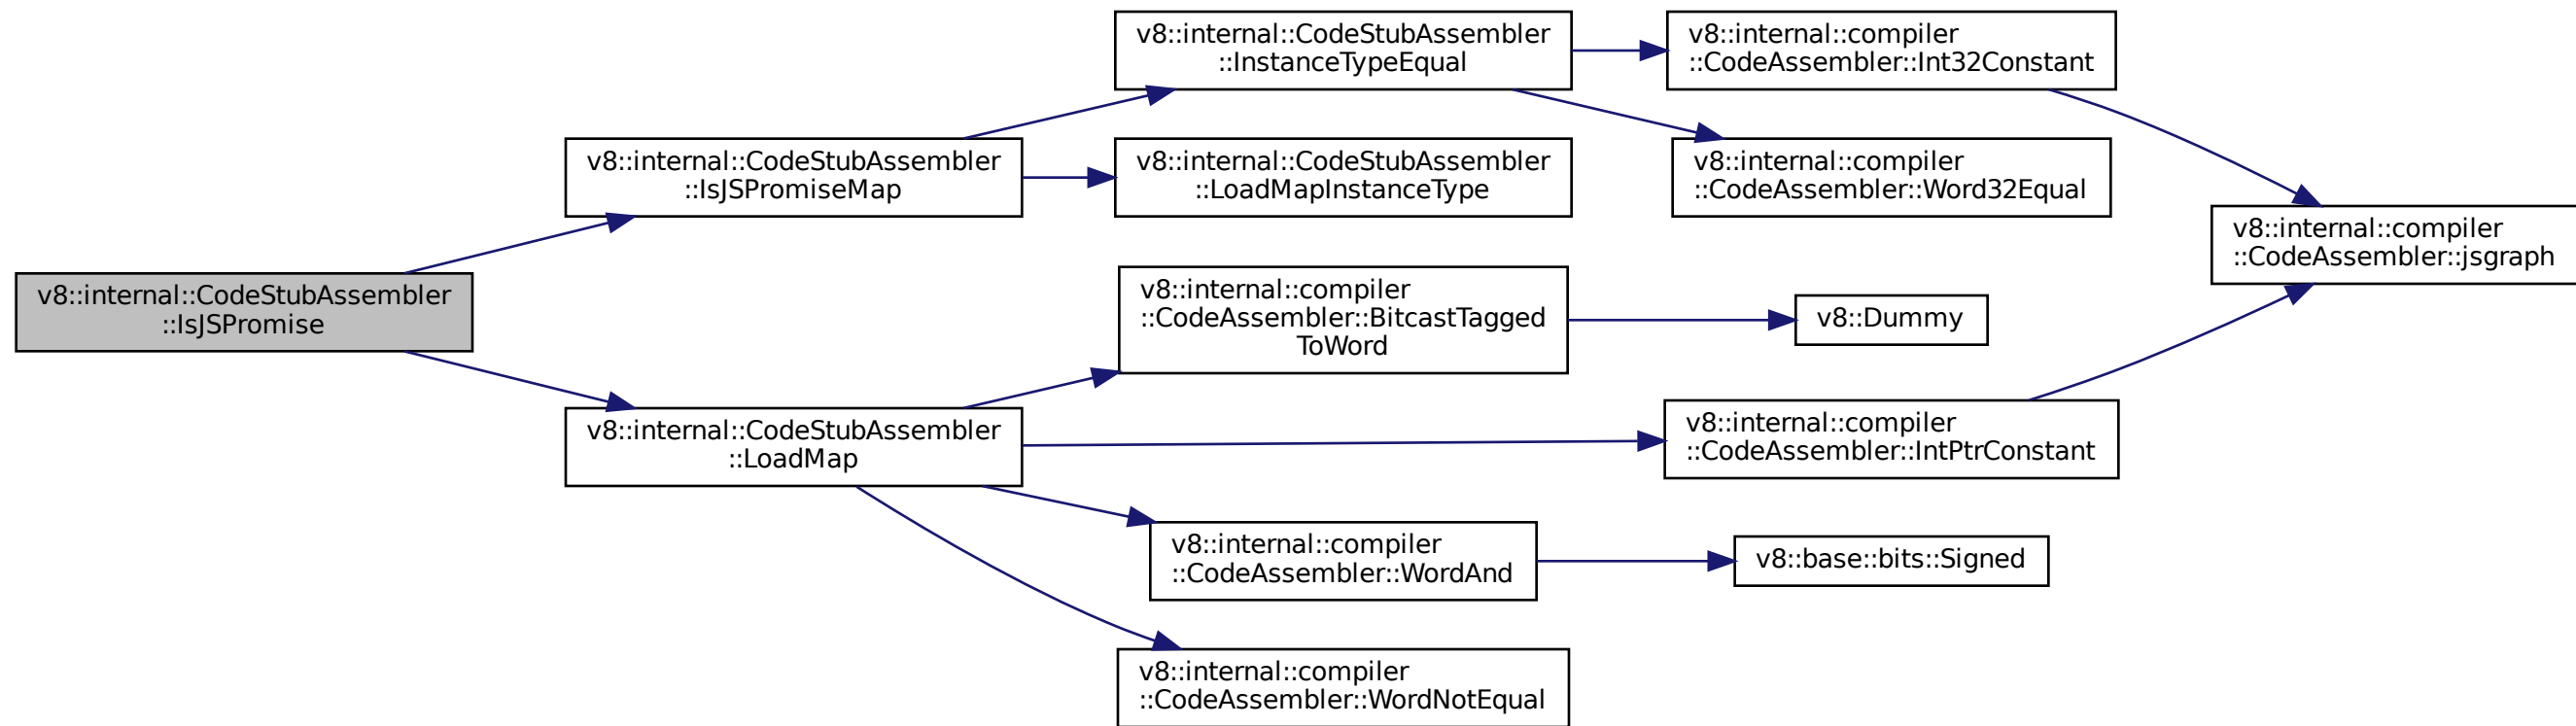 v8::internal::CodeStubAssembler
::IsJSPromise
v8::internal::CodeStubAssembler
::IsJSPromiseMap
v8::internal::CodeStubAssembler
::LoadMap
v8::internal::CodeStubAssembler
::InstanceTypeEqual
v8::internal::CodeStubAssembler
::LoadMapInstanceType
v8::internal::compiler
::CodeAssembler::BitcastTagged
ToWord
v8::internal::compiler
::CodeAssembler::WordAnd
v8::internal::compiler
::CodeAssembler::WordNotEqual
v8::internal::compiler
::CodeAssembler::Int32Constant
v8::internal::compiler
::CodeAssembler::Word32Equal
v8::Dummy
v8::internal::compiler
::CodeAssembler::IntPtrConstant
v8::base::bits::Signed
v8::internal::compiler
::CodeAssembler::jsgraph